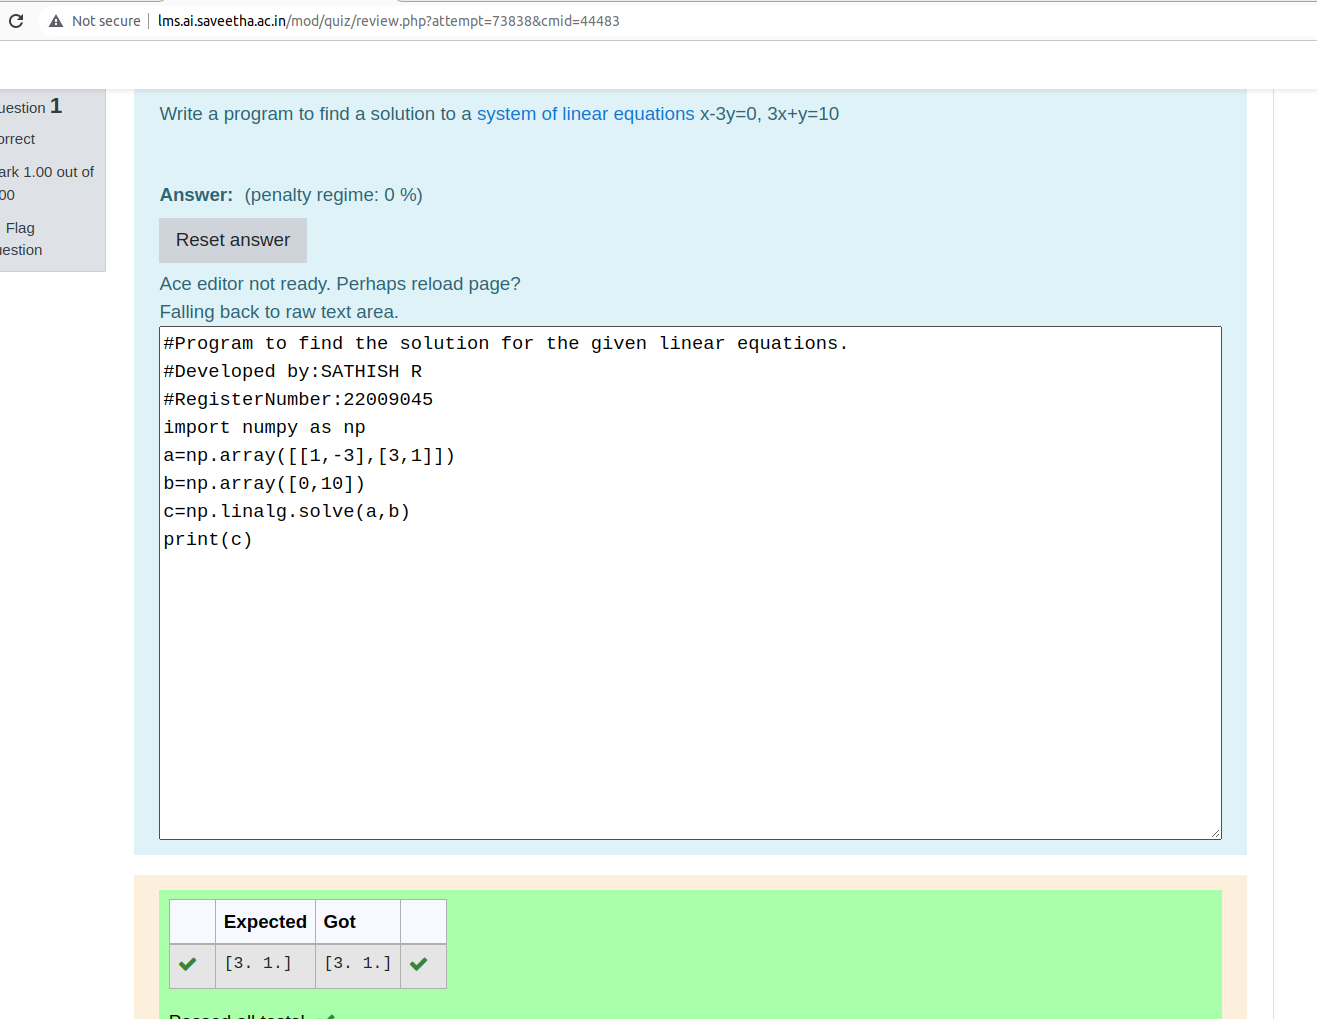 Not secure | lms.ai.saveetha.ac.in/mod/quiz/review.php?attempt=73838&cmid=44483
uestion 1
orrect
ark 1.00 out of
00
Flag
uestion
Write a program to find a solution to a system of linear equations x-3y=0, 3x+y=10
Answer: (penalty regime: 0 %)
Reset answer
Ace editor not ready. Perhaps reload page?
Falling back to raw text area.
#Program to find the solution for the given linear equations.
#Developed by:SATHISH R
#RegisterNumber:22009045
import numpy as np
a=np.array([[1,-3],[3,1]])
b=np.array([0,10])
c=np.linalg.solve(a,b)
print(c)
Expected Got
[3. 1.] [3. 1.]
Passed all tests!